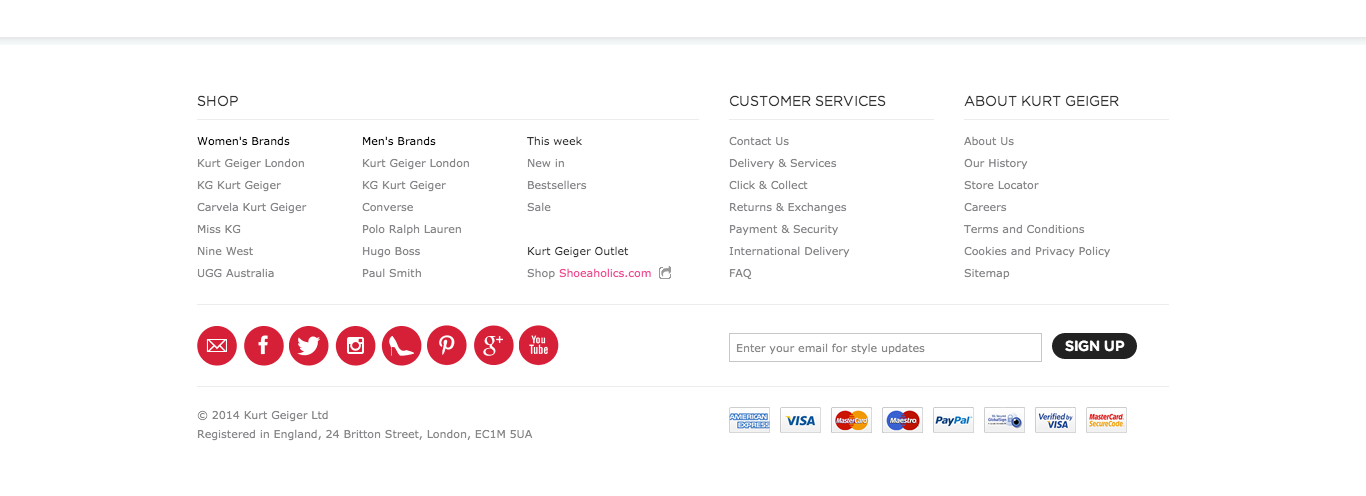 SHOP
Women's Brands
Kurt Geiger London
KG Kurt Geiger
Carvela Kurt Geiger
Miss KG
Nine West
UGG Australia
Men's Brands
Kurt Geiger London
KG Kurt Geiger
Converse
Polo Ralph Lauren
Hugo Boss
Paul Smith
This week
New in
Bestsellers
Sale
Kurt Geiger Outlet
Shop Shoeaholics.com
CUSTOMER SERVICES
Contact Us
Delivery & Services
Click & Collect
Returns & Exchanges
Payment & Security
International Delivery
FAQ
ABOUT KURT GEIGER
About Us
Our History
Store Locator
Careers
Terms and Conditions
Cookies and Privacy Policy
Sitemap
f
g+
You
Tube
Enter your email for style updates
SIGN UP
© 2014 Kurt Geiger Ltd
Registered in England, 24 Britton Street, London, EC1M 5UA
AMERICAN
EXPRESS
VISA
MasterCard
Maestro
PayPal
Verified by
VISA
MasterCard.
SecureCode.